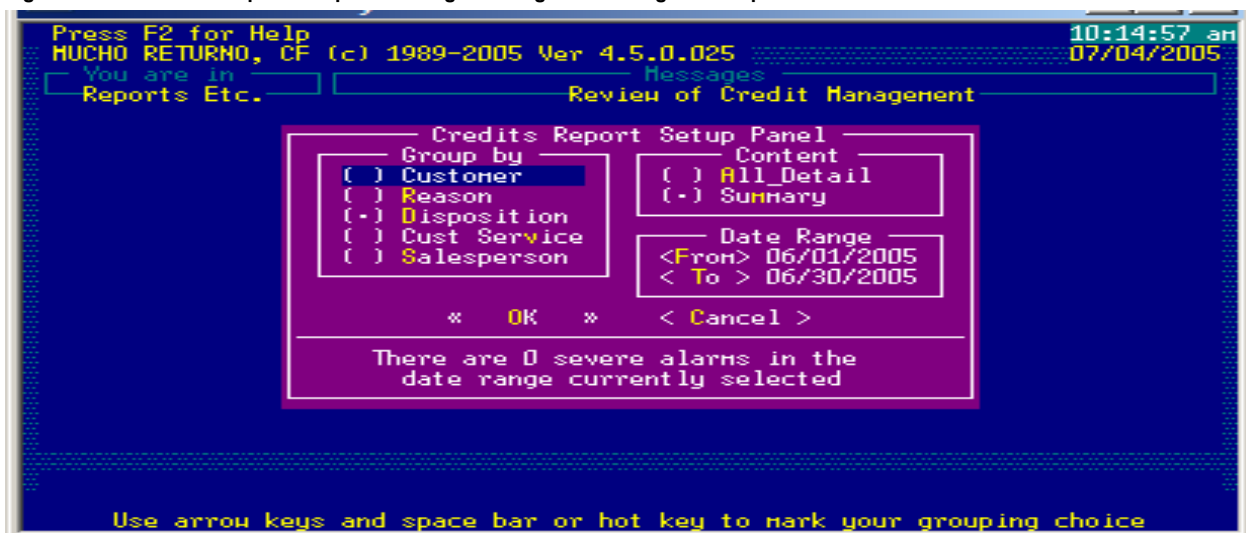 Press F2 for Help 10:14:57 am
MUCHO RETURNO, CF (c) 1989-2005 Ver 4.5.0.025 07/04/2005
You are in Messages
Reports Etc. Review of Credit Management
Credits Report Setup Panel
Group by
( ) Customer
( ) Reason
(•) Disposition
( ) Cust Service
( ) Salesperson
Content
( ) All_Detail
(•) Summary
Date Range
<From> 06/01/2005
< To > 06/30/2005
« OK » < Cancel >
There are 0 severe alarms in the
date range currently selected
Use arrow keys and space bar or hot key to mark your grouping choice